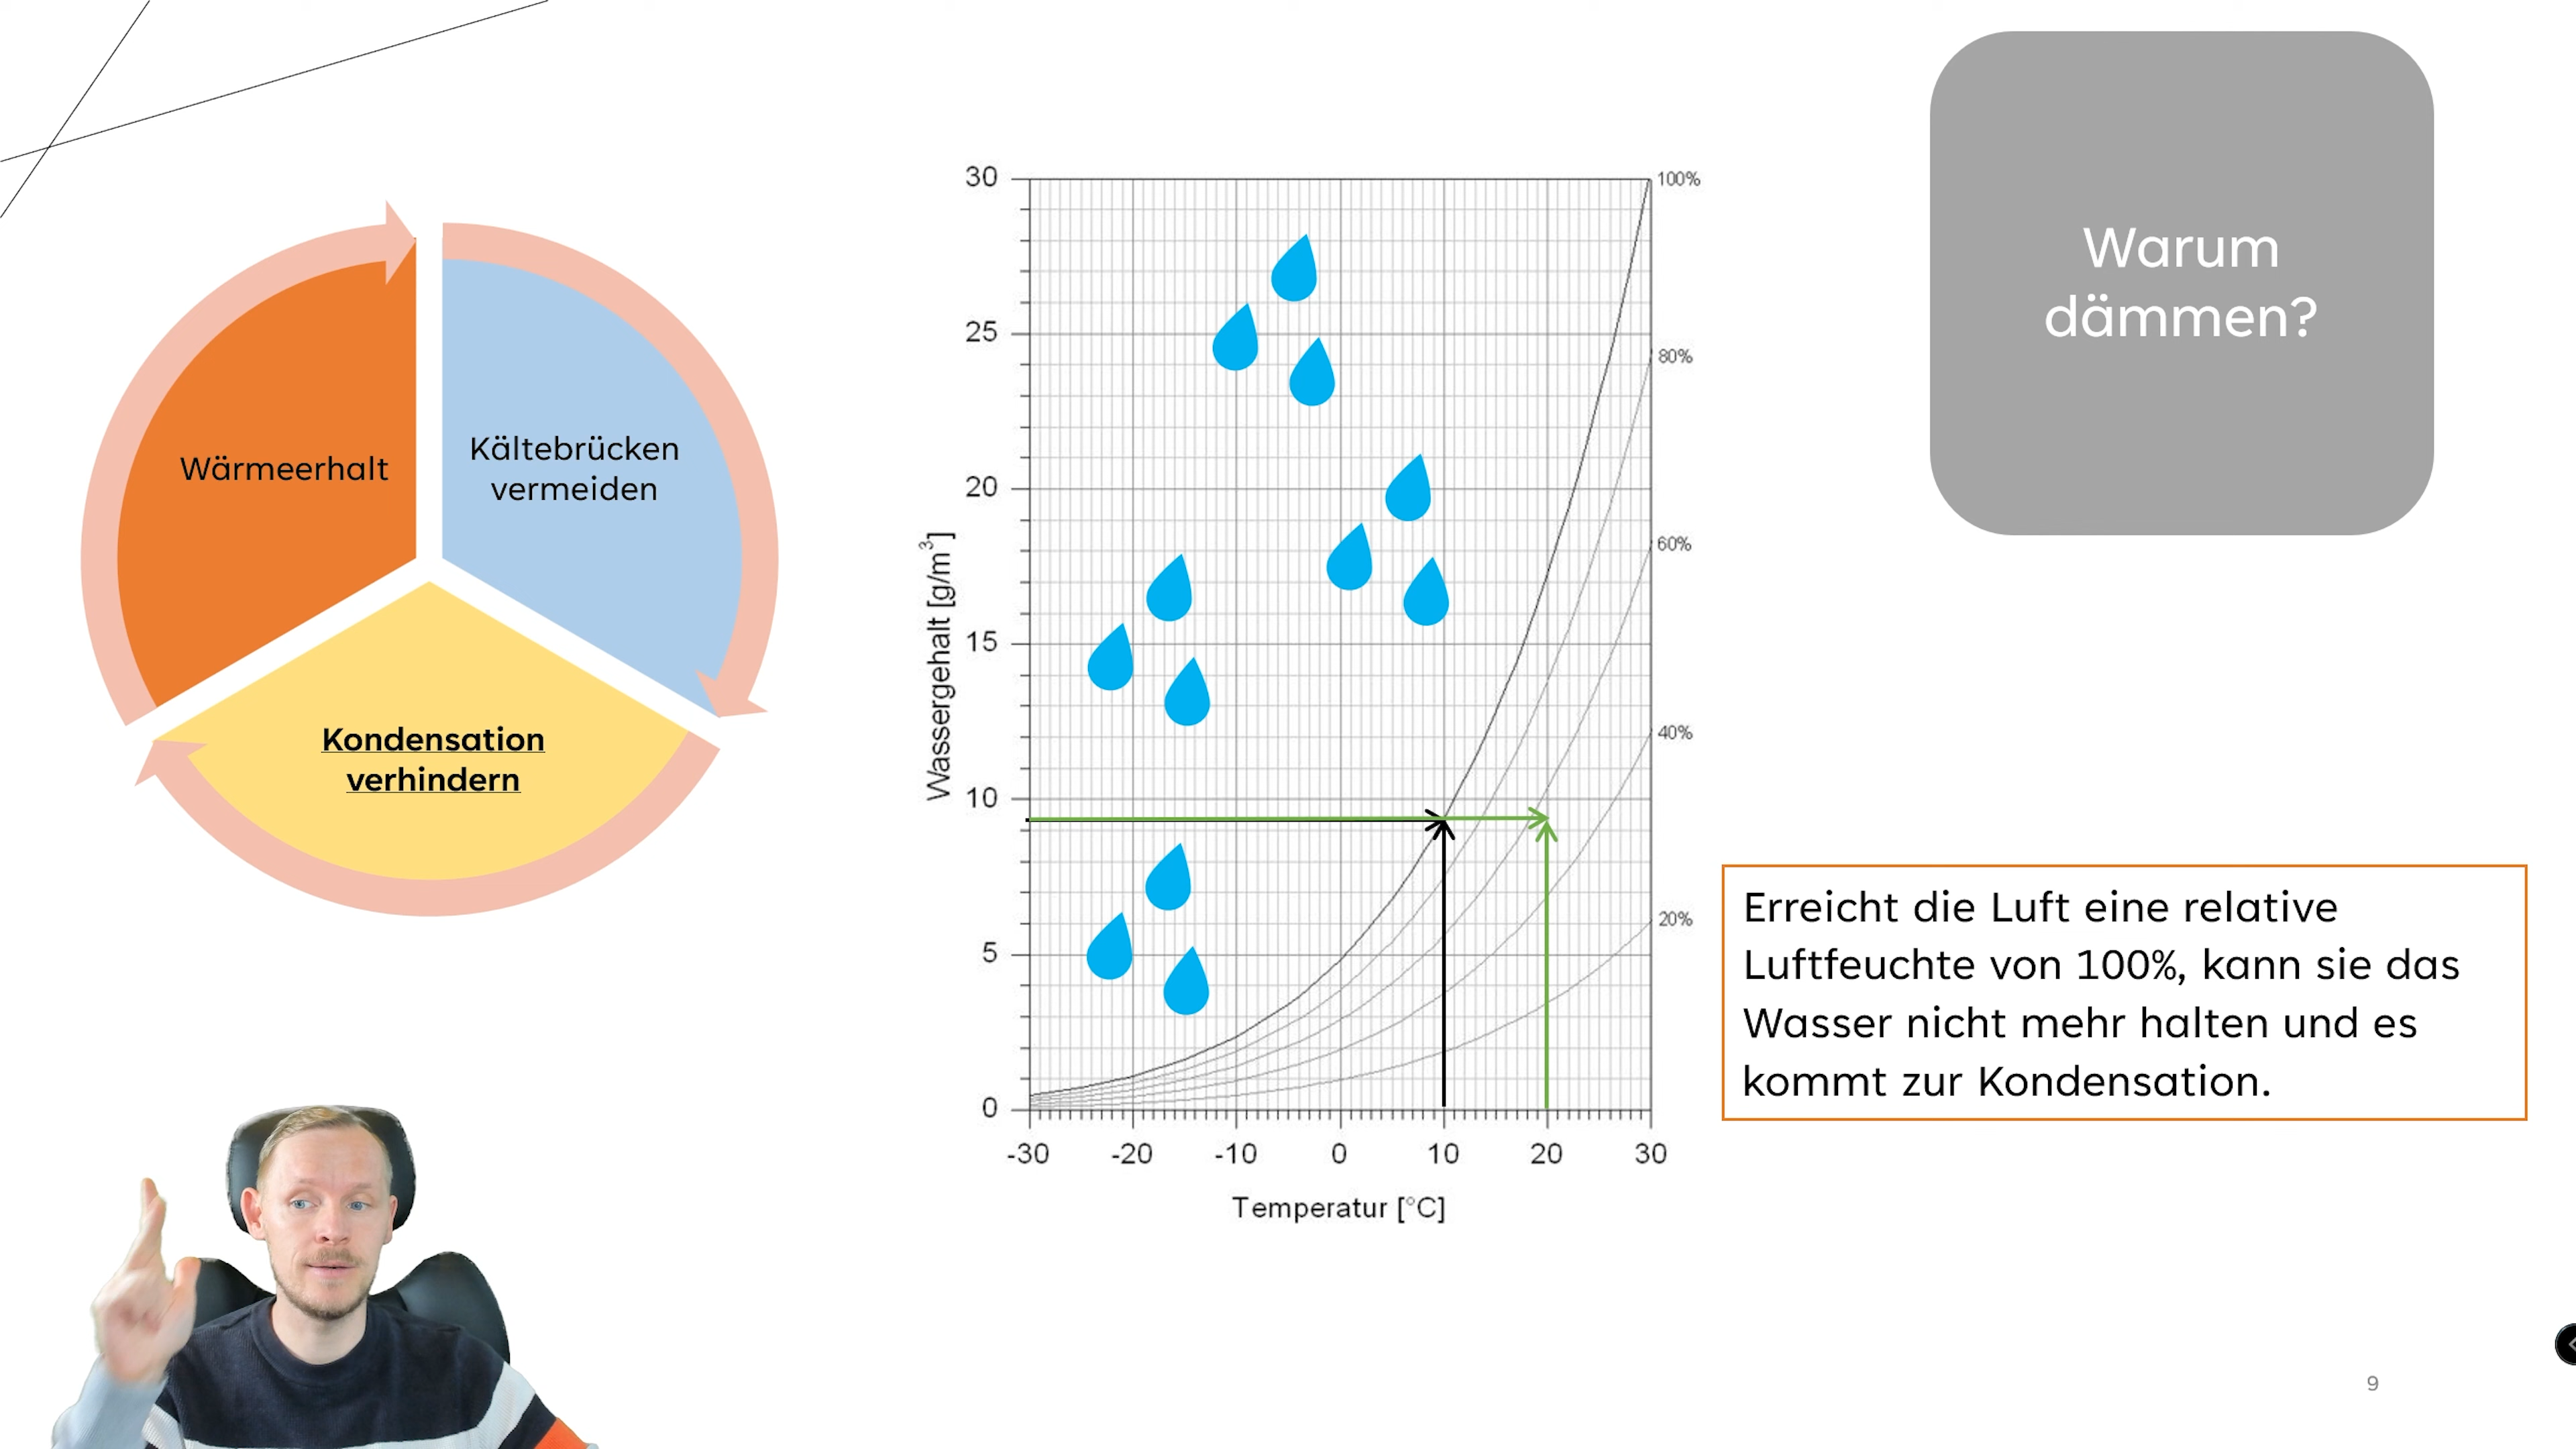 Warum
dämmen?
Wärmeerhalt
Kältebrücken
vermeiden
Kondensation
verhindern
Wassergehalt [g/m³]
30
25
20
15
10
5
0
100%
80%
60%
40%
20%
-30 -20 -10 0 10 20 30
Temperatur [°C]
Erreicht die Luft eine relative
Luftfeuchte von 100%, kann sie das
Wasser nicht mehr halten und es
kommt zur Kondensation.
9